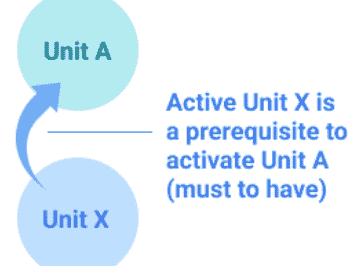 Unit A
Active Unit X is
a prerequisite to
activate Unit A
(must to have)
Unit X